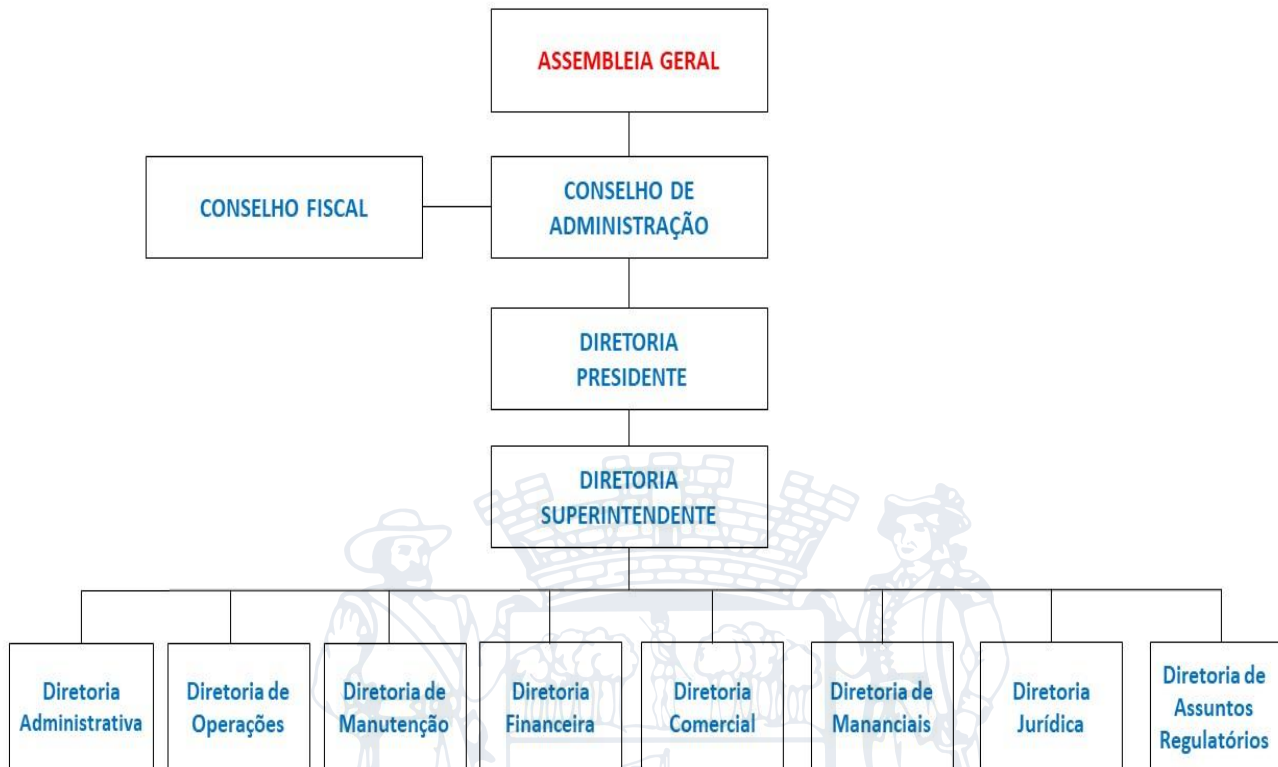 ASSEMBLEIA GERAL
CONSELHO FISCAL
CONSELHO DE
ADMINISTRAÇÃO
DIRETORIA
PRESIDENTE
DIRETORIA
SUPERINTENDENTE
Diretoria
Administrativa
Diretoria de
Operações
Diretoria de
Manutenção
Diretoria
Financeira
Diretoria
Comercial
Diretoria de
Mananciais
Diretoria
Jurídica
Diretoria de
Assuntos
Regulatórios